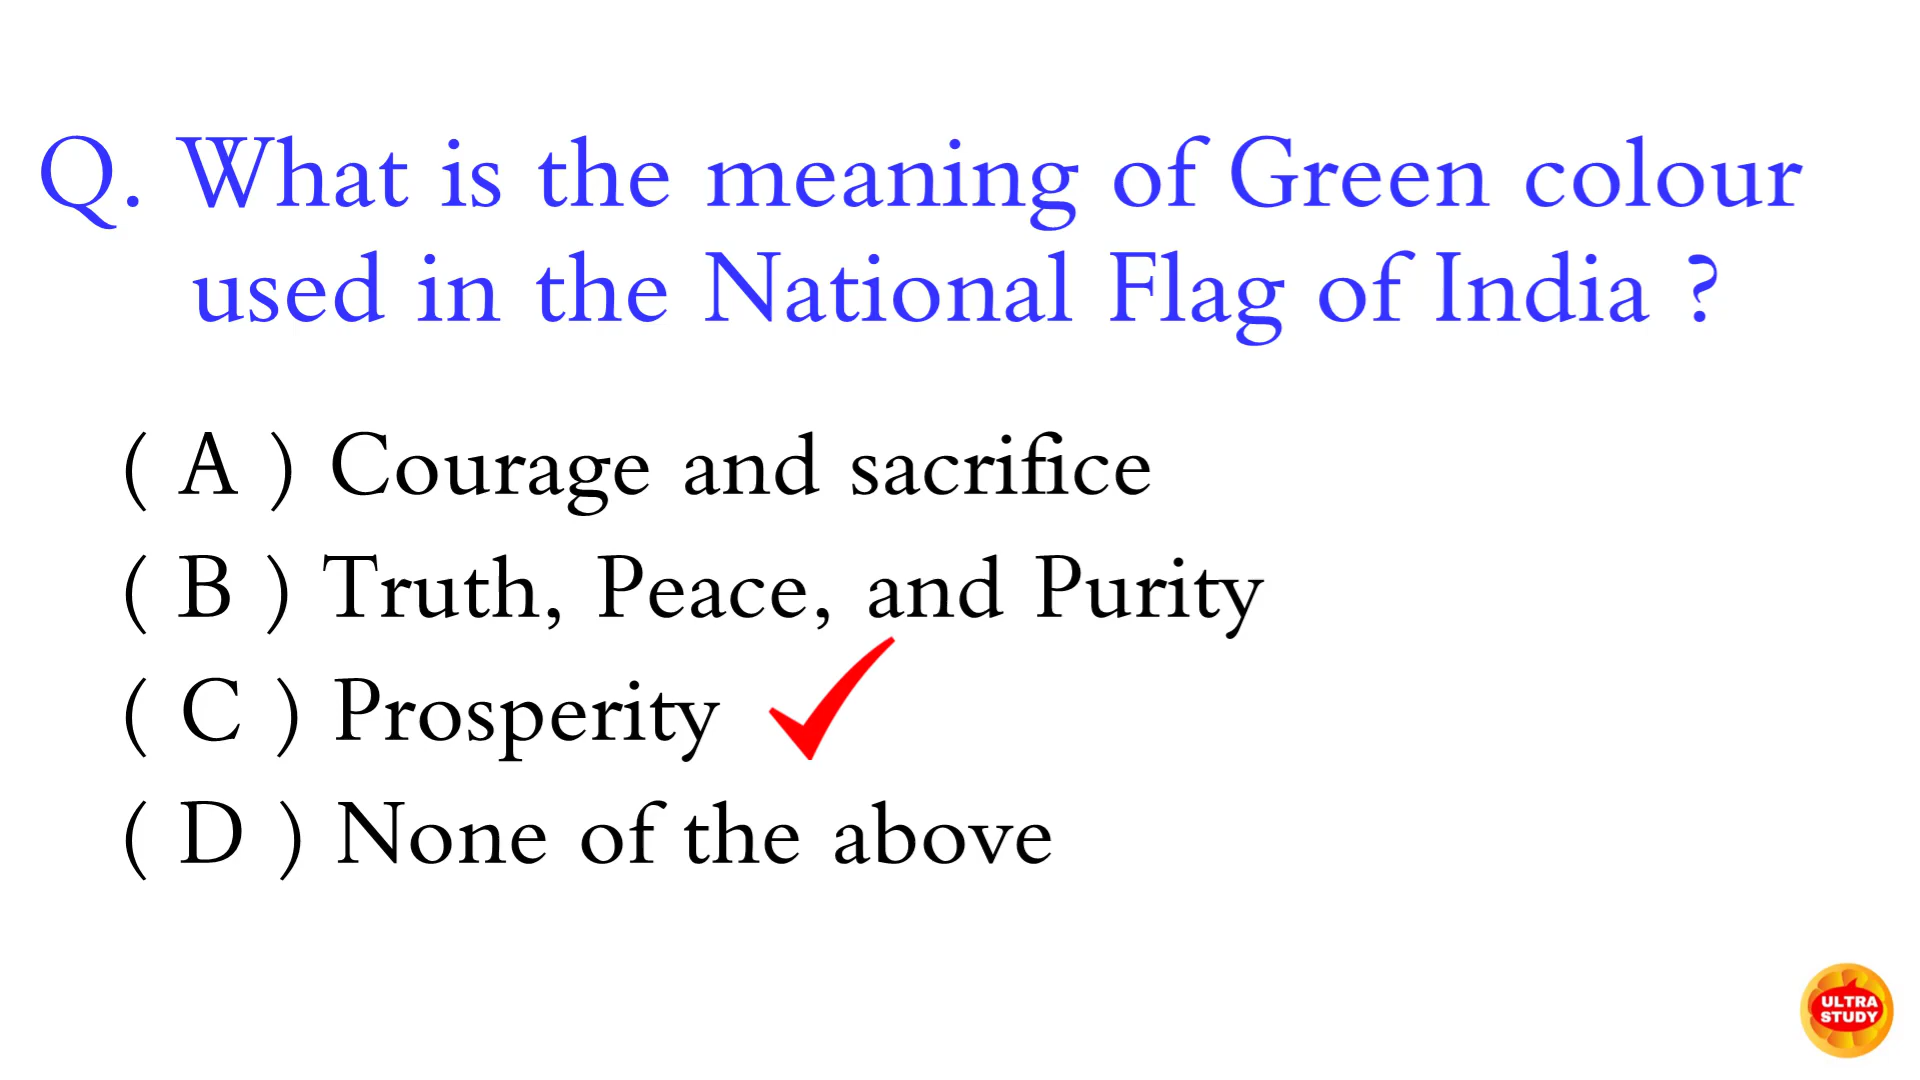 Q. What is the meaning of Green colour
used in the National Flag of India ?
( A ) Courage and sacrifice
( B ) Truth, Peace, and Purity
( C ) Prosperity
( D ) None of the above
ULTRA
STUDY